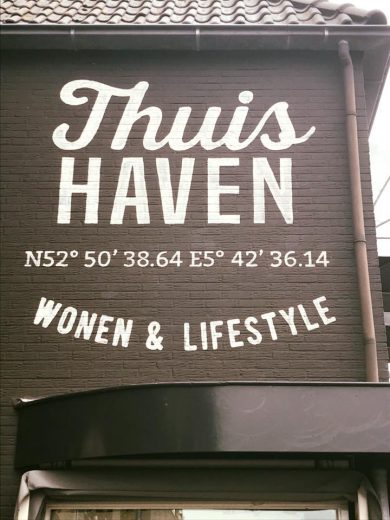 Thuis
HAVEN
N52° 50' 38.64 E5° 42' 36.14
WONEN & LIFESTYLE